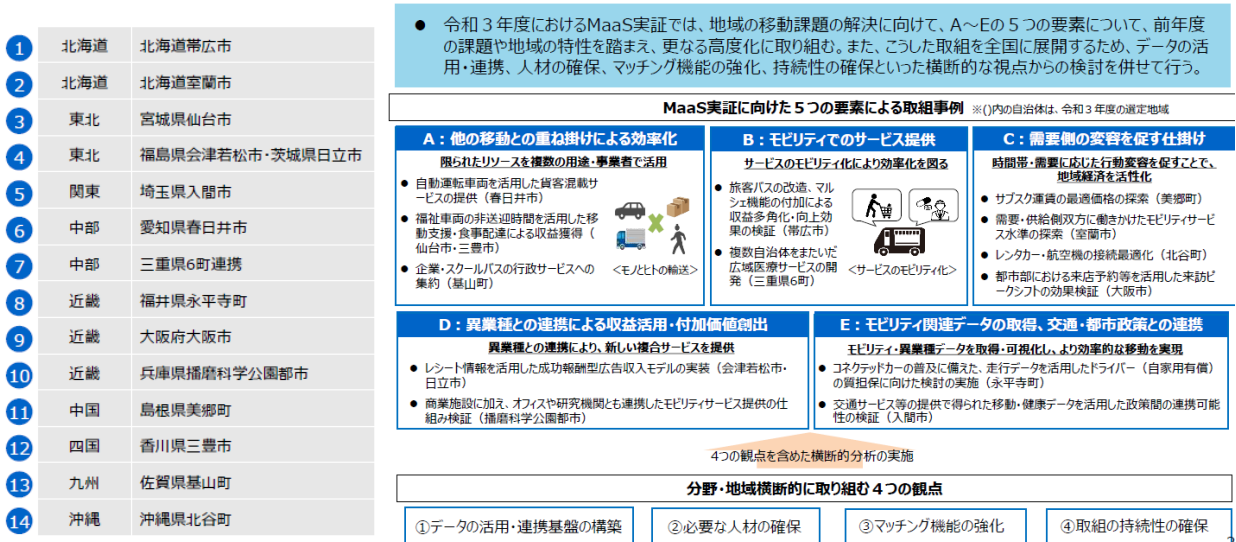 1 北海道 北海道帯広市
2 北海道 北海道室蘭市
3 東北 宮城県仙台市
4 東北 福島県会津若松市・茨城県日立市
5 関東 埼玉県入間市
6 中部 愛知県春日井市
7 中部 三重県6町連携
8 近畿 福井県永平寺町
9 近畿 大阪府大阪市
10 近畿 兵庫県播磨科学公園都市
11 中国 島根県美郷町
12 四国 香川県三豊市
13 九州 佐賀県基山町
14 沖縄 沖縄県北谷町
● 令和３年度におけるMaaS実証では、地域の移動課題の解決に向けて、A～Eの５つの要素について、前年度
の課題や地域の特性を踏まえ、更なる高度化に取り組む。また、こうした取組を全国に展開するため、データの活
用・連携、人材の確保、マッチング機能の強化、持続性の確保といった横断的な視点からの検討を併せて行う。
MaaS実証に向けた５つの要素による取組事例 ※()内の自治体は、令和３年度の選定地域
A：他の移動との重ね掛けによる効率化
限られたリソースを複数の用途・事業者で活用
● 自動運転車両を活用した貨客混載サ
ービスの提供（春日井市）
● 福祉車両の非送迎時間を活用した移
動支援・食事配達による収益獲得（
仙台市・三豊市）
● 企業・スクールバスの行政サービスへの
集約（基山町）
<モノとヒトの輸送>
B：モビリティでのサービス提供
サービスのモビリティ化により効率化を図る
● 旅客バスの改造、マル
シェ機能の付加による
収益多角化・向上効
果の検証（帯広市）
● 複数自治体をまたいだ
広域医療サービスの開
発（三重県6町）
<サービスのモビリティ化>
C：需要側の変容を促す仕掛け
時間帯・需要に応じた行動変容を促すことで、
地域経済を活性化
● サブスク運賃の最適価格の探索（美郷町）
● 需要・供給側双方に働きかけたモビリティサービ
ス水準の探索（室蘭市）
● レンタカー・航空機の接続最適化（北谷町）
● 都市部における来店予約等を活用した来訪ピ
ークシフトの効果検証（大阪市）
D：異業種との連携による収益活用・付加価値創出
異業種との連携により、新しい複合サービスを提供
● レシート情報を活用した成功報酬型広告収入モデルの実装（会津若松市・
日立市）
● 商業施設に加え、オフィスや研究機関とも連携したモビリティサービス提供の仕
組み検証（播磨科学公園都市）
E：モビリティ関連データの取得、交通・都市政策との連携
モビリティ・異業種データを取得・可視化し、より効率的な移動を実現
● コネクテッドカーの普及に備えた、走行データを活用したドライバー（自家用有償）
の質担保に向けた検討の実施（永平寺町）
● 交通サービス等の提供で得られた移動・健康データを活用した政策間の連携可能
性の検証（入間市）
4つの観点を含めた横断的分析の実施
分野・地域横断的に取り組む４つの観点
①データの活用・連携基盤の構築
②必要な人材の確保
③マッチング機能の強化
④取組の持続性の確保